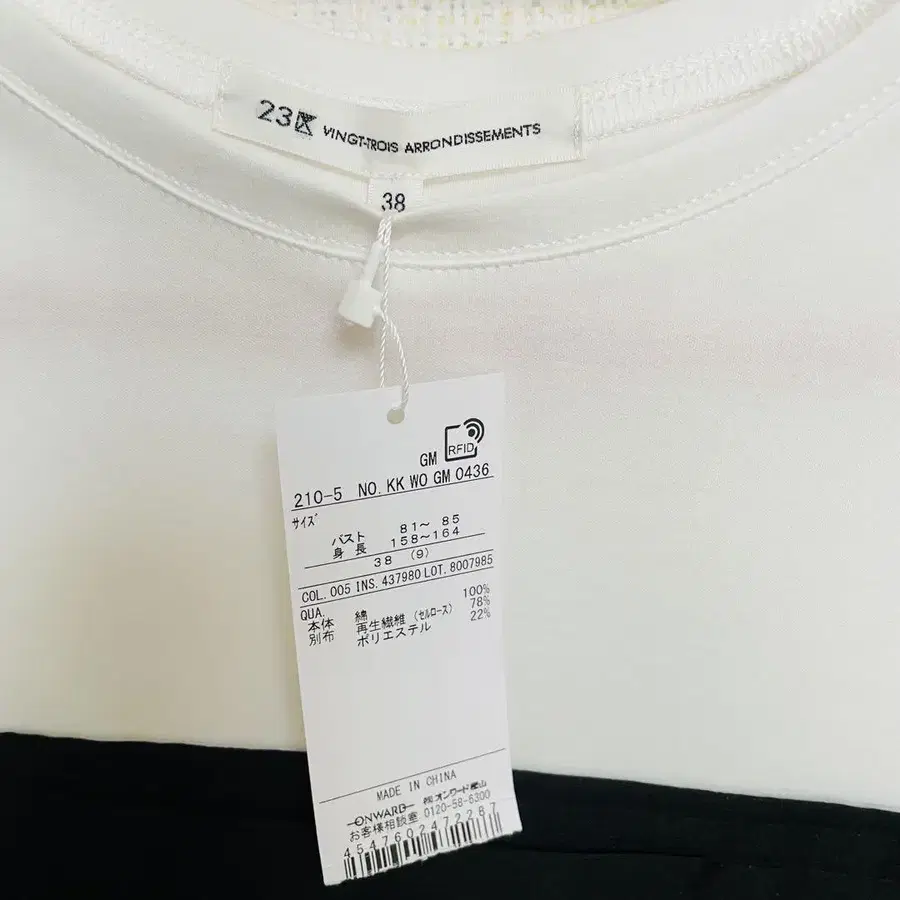 23区 VINGT-TROIS ARRONDISSEMENTS
38
RFID
GM
210-5 NO. KK WO GM 0436
サイズ
バスト 81～ 85
身長 158～164
38 (9)
COL. 005 INS. 437980 LOT. 8007985
QUA.
本体 綿 100%
別布 再生繊維 (セルロース) 78%
ポリエステル 22%
MADE IN CHINA
ONWARD ㈱オンワード樫山
お客様相談室 0120-58-6300
4547602472287